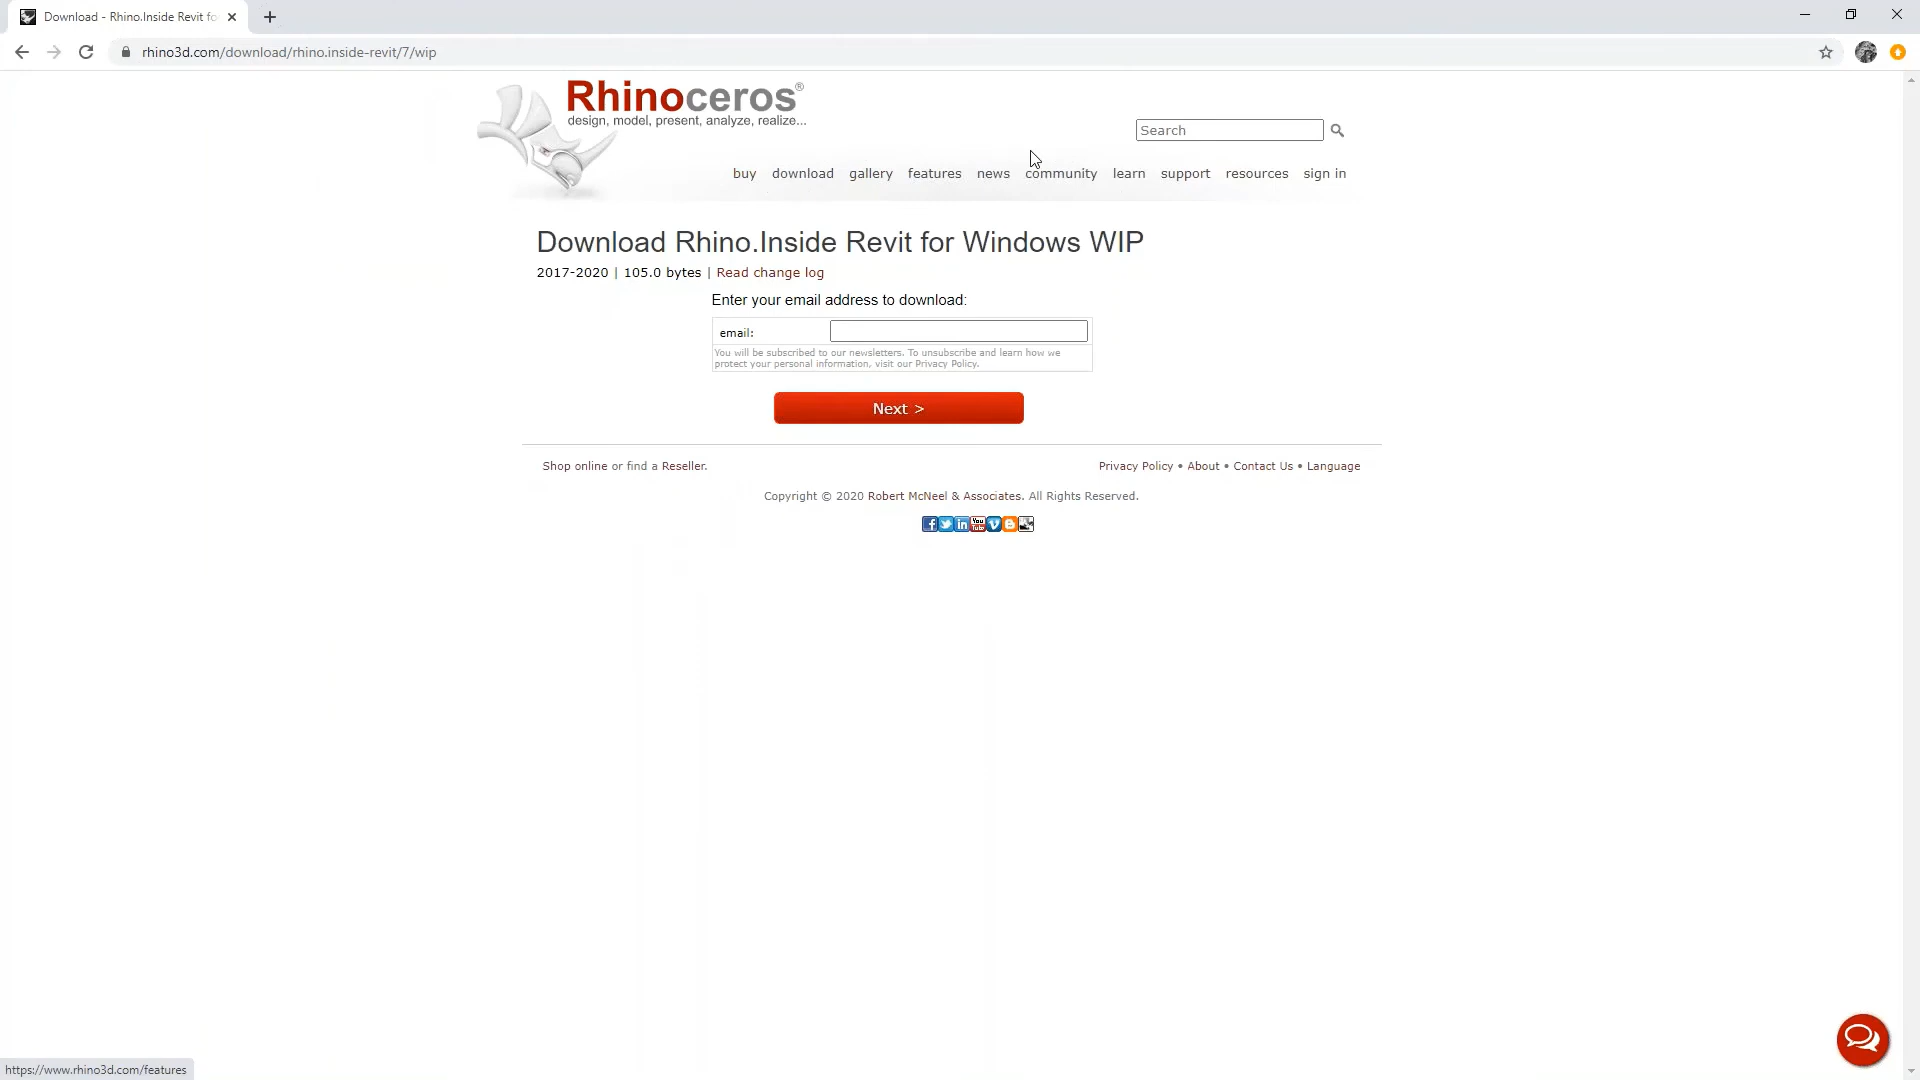 Download - Rhino.Inside Revit fo
rhino3d.com/download/rhino.inside-revit/7/wip
Rhinoceros®
design, model, present, analyze, realize...
Search
buy download gallery features news community learn support resources sign in
Download Rhino.Inside Revit for Windows WIP
2017-2020 | 105.0 bytes | Read change log
Enter your email address to download:
email:
You will be subscribed to our newsletters. To unsubscribe and learn how we
protect your personal information, visit our Privacy Policy.
Next >
Shop online or find a Reseller.
Privacy Policy • About • Contact Us • Language
Copyright © 2020 Robert McNeel & Associates. All Rights Reserved.
https://www.rhino3d.com/features